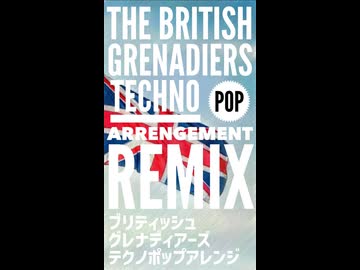 THE BRITISH
GRENADIERS
TECHNO POP
ARRENGEMENT
REMIX
ブリティッシュ
グレナディアーズ
テクノポップアレンジ